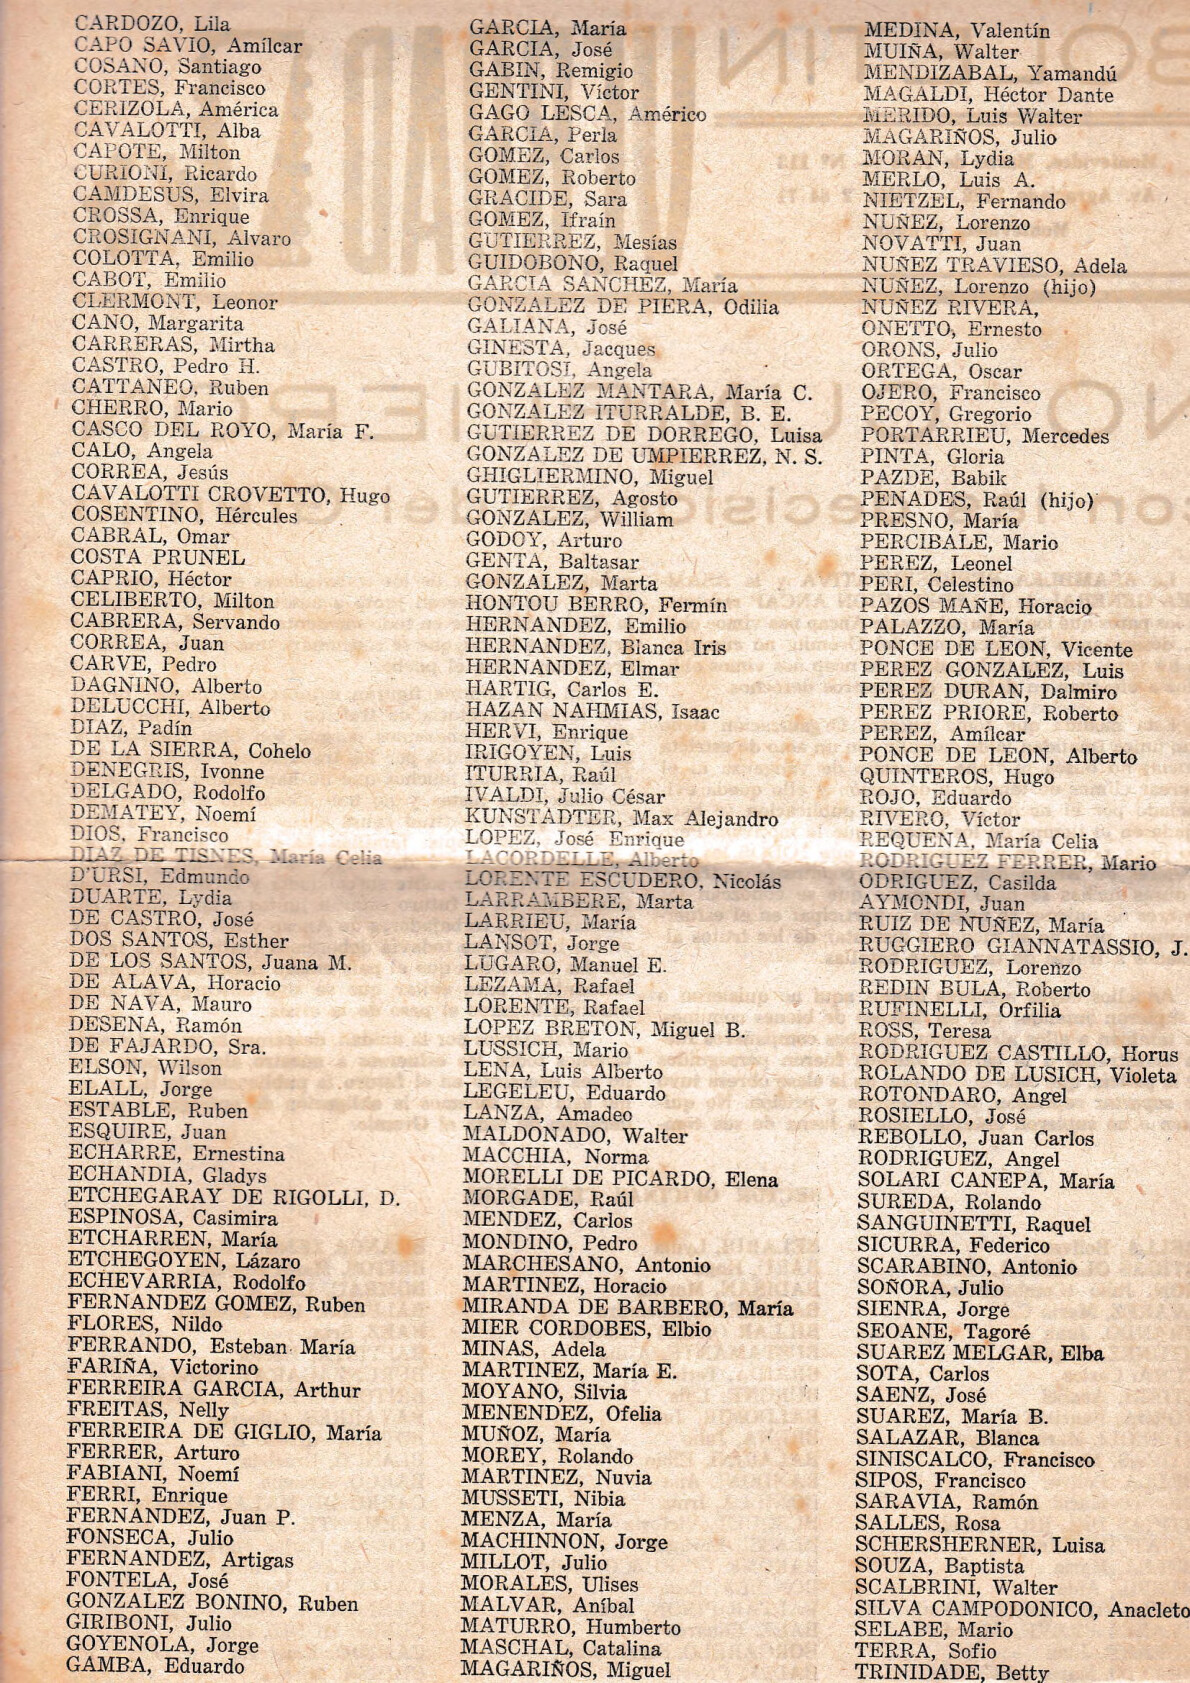 CARDOZO, Lila
CAPO SAVIO, Amílcar
COSANO, Santiago
CORTES, Francisco
CERIZOLA, América
CAVALOTTI, Alba
CAPOTE, Milton
CURIONI, Ricardo
CAMDESUS, Elvira
CROSSA, Enrique
CROSIGNANI, Alvaro
COLOTTA, Emilio
CABOT, Emilio
CLERMONT, Leonor
CANO, Margarita
CARRERAS, Mirtha
CASTRO, Pedro H.
CATTANEO, Ruben
CHERRO, Mario
CASCO DEL ROYO, María F.
CALO, Angela
CORREA, Jesús
CAVALOTTI CROVETTO, Hugo
COSENTINO, Hércules
CABRAL, Omar
COSTA PRUNEL
CAPRIO, Héctor
CELIBERTO, Milton
CABRERA, Servando
CORREA, Juan
CARVE, Pedro
DAGNINO, Alberto
DELUCCHI, Alberto
DIAZ, Padín
DE LA SIERRA, Cohelo
DENEGRIS, Ivonne
DELGADO, Rodolfo
DEMATEY, Noemí
DIOS, Francisco
DIAZ DE TISNES, María Celia
D'URSI, Edmundo
DUARTE, Lydia
DE CASTRO, José
DOS SANTOS, Esther
DE LOS SANTOS, Juana M.
DE ALAVA, Horacio
DE NAVA, Mauro
DESENA, Ramón
DE FAJARDO, Sra.
ELSON, Wilson
ELALL, Jorge
ESTABLE, Ruben
ESQUIRE, Juan
ECHARRE, Ernestina
ECHANDIA, Gladys
ETCHEGARAY DE RIGOLLI, D.
ESPINOSA, Casimira
ETCHARREN, María
ETCHEGOYEN, Lázaro
ECHEVARRIA, Rodolfo
FERNANDEZ GOMEZ, Ruben
FLORES, Nildo
FERRANDO, Esteban María
FARIÑA, Victorino
FERREIRA GARCIA, Arthur
FREITAS, Nelly
FERREIRA DE GIGLIO, María
FERRER, Arturo
FABIANI, Noemí
FERRI, Enrique
FERNANDEZ, Juan P.
FONSECA, Julio
FERNANDEZ, Artigas
FONTELA, José
GONZALEZ BONINO, Ruben
GIRIBONI, Julio
GOYENOLA, Jorge
GAMBA, Eduardo
GARCIA, María
GARCIA, José
GABIN, Remigio
GENTINI, Víctor
GAGO LESCA, Américo
GARCIA, Perla
GOMEZ, Carlos
GOMEZ, Roberto
GRACIDE, Sara
GOMEZ, Ifraín
GUTIERREZ, Mesías
GUIDOBONO, Raquel
GARCIA SANCHEZ, María
GONZALEZ DE PIERA, Odilia
GALIANA, José
GINESTA, Jacques
GUBITOSI, Angela
GONZALEZ MANTARA, María C.
GONZALEZ ITURRALDE, B. E.
GUTIERREZ DE DORREGO, Luisa
GONZALEZ DE UMPIERREZ, N. S.
GHIGLIERMINO, Miguel
GUTIERREZ, Agosto
GONZALEZ, William
GODOY, Arturo
GENTA, Baltasar
GONZALEZ, Marta
HONTOU BERRO, Fermín
HERNANDEZ, Emilio
HERNANDEZ, Blanca Iris
HERNANDEZ, Elmar
HARTIG, Carlos E.
HAZAN NAHMIAS, Isaac
HERVI, Enrique
IRIGOYEN, Luis
ITURRIA, Raúl
IVALDI, Julio César
KUNSTADTER, Max Alejandro
LOPEZ, José Enrique
LACORDELLE, Alberto
LORENTE ESCUDERO, Nicolás
LARRAMBERE, Marta
LARRIEU, María
LANSOT, Jorge
LUGARO, Manuel E.
LEZAMA, Rafael
LORENTE, Rafael
LOPEZ BRETON, Miguel B.
LUSSICH, Mario
LENA, Luis Alberto
LEGELEU, Eduardo
LANZA, Amadeo
MALDONADO, Walter
MACCHIA, Norma
MORELLI DE PICARDO, Elena
MORGADE, Raúl
MENDEZ, Carlos
MONDINO, Pedro
MARCHESANO, Antonio
MARTINEZ, Horacio
MIRANDA DE BARBERO, María
MIER CORDOBES, Elbio
MINAS, Adela
MARTINEZ, María E.
MOYANO, Silvia
MENENDEZ, Ofelia
MUÑOZ, María
MOREY, Rolando
MARTINEZ, Nuvia
MUSSETI, Nibia
MENZA, María
MACHINNON, Jorge
MILLOT, Julio
MORALES, Ulises
MALVAR, Aníbal
MATURRO, Humberto
MASCHAL, Catalina
MAGARIÑOS, Miguel
MEDINA, Valentín
MUIÑA, Walter
MENDIZABAL, Yamandú
MAGALDI, Héctor Dante
MERIDO, Luis Walter
MAGARIÑOS, Julio
MORAN, Lydia
MERLO, Luis A.
NIETZEL, Fernando
NUÑEZ, Lorenzo
NOVATTI, Juan
NUÑEZ TRAVIESO, Adela
NUÑEZ, Lorenzo (hijo)
NUÑEZ RIVERA,
ONETTO, Ernesto
ORONS, Julio
ORTEGA, Oscar
OJERO, Francisco
PECOY, Gregorio
PORTARRIEU, Mercedes
PINTA, Gloria
PAZDE, Babik
PENADES, Raúl (hijo)
PRESNO, María
PERCIBALE, Mario
PEREZ, Leonel
PERI, Celestino
PAZOS MAÑE, Horacio
PALAZZO, María
PONCE DE LEON, Vicente
PEREZ GONZALEZ, Luis
PEREZ DURAN, Dalmiro
PEREZ PRIORE, Roberto
PEREZ, Amílcar
PONCE DE LEON, Alberto
QUINTEROS, Hugo
ROJO, Eduardo
RIVERO, Víctor
REQUENA, María Celia
RODRIGUEZ FERRER, Mario
ODRIGUEZ, Casilda
AYMONDI, Juan
RUIZ DE NUÑEZ, María
RUGGIERO GIANNATASSIO, J.
RODRIGUEZ, Lorenzo
REDIN BULA, Roberto
RUFINELLI, Orfilia
ROSS, Teresa
RODRIGUEZ CASTILLO, Horus
ROLANDO DE LUSICH, Violeta
ROTONDARO, Angel
ROSIELLO, José
REBOLLO, Juan Carlos
RODRIGUEZ, Angel
SOLARI CANEPA, María
SUREDA, Rolando
SANGUINETTI, Raquel
SICURRA, Federico
SCARABINO, Antonio
SOÑORA, Julio
SIENRA, Jorge
SEOANE, Tagoré
SUAREZ MELGAR, Elba
SOTA, Carlos
SAENZ, José
SUAREZ, María B.
SALAZAR, Blanca
SINISCALCO, Francisco
SIPOS, Francisco
SARAVIA, Ramón
SALLES, Rosa
SCHERSHERNER, Luisa
SOUZA, Baptista
SCALBRINI, Walter
SILVA CAMPODONICO, Anacleto
SELABE, Mario
TERRA, Sofio
TRINIDADE, Betty